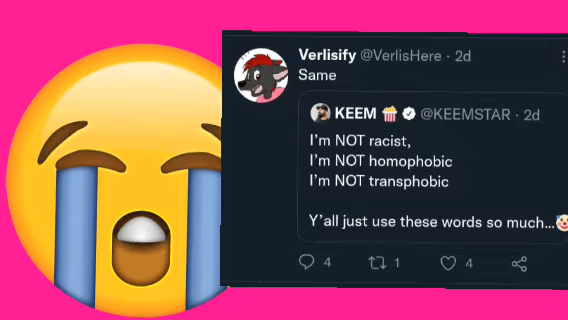 Verlisify @VerlisHere · 2d
Same
KEEM 🍿 @KEEMSTAR · 2d
I'm NOT racist,
I'm NOT homophobic
I'm NOT transphobic
Y'all just use these words so much...🤡
4 1 4